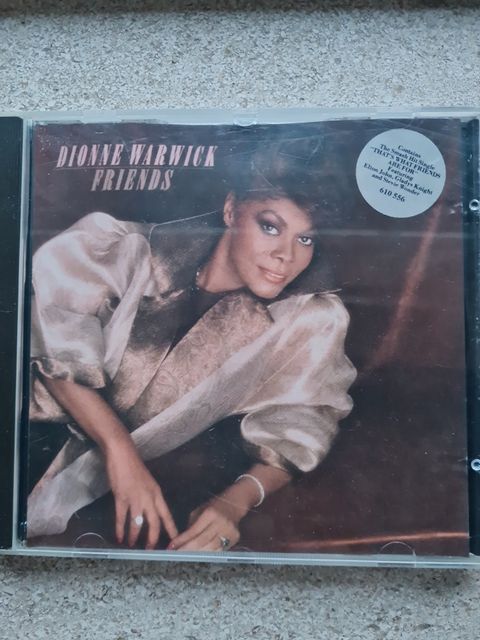 DIONNE WARWICK
FRIENDS
Contains
The Smash Hit Single
"THAT'S WHAT FRIENDS
ARE FOR"
Featuring
Elton John, Gladys Knight
and Stevie Wonder
610 556